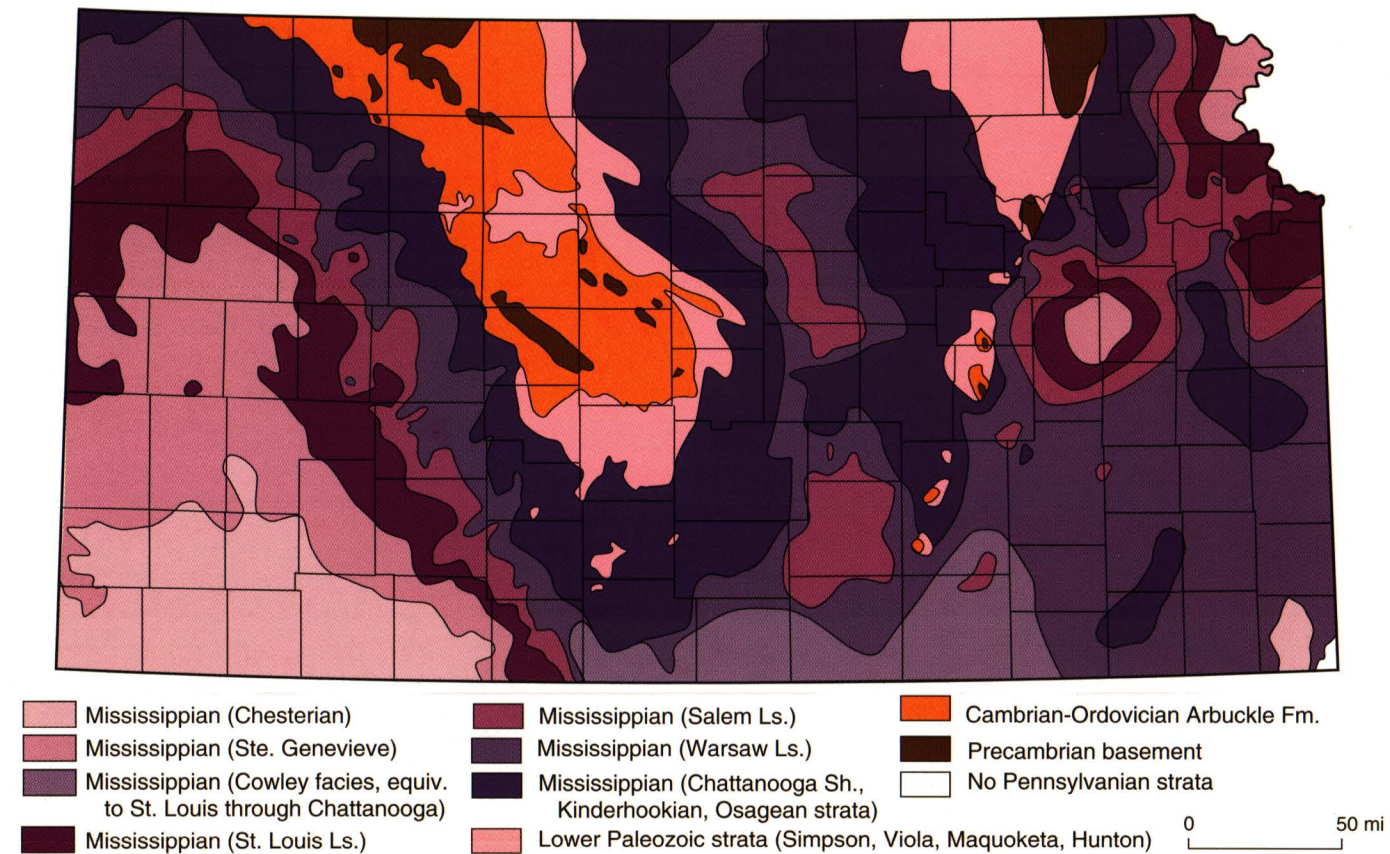 Mississippian (Chesterian)
Mississippian (Ste. Genevieve)
Mississippian (Cowley facies, equiv.
to St. Louis through Chattanooga)
Mississippian (St. Louis Ls.)
Mississippian (Salem Ls.)
Mississippian (Warsaw Ls.)
Mississippian (Chattanooga Sh.,
Kinderhookian, Osagean strata)
Lower Paleozoic strata (Simpson, Viola, Maquoketa, Hunton)
Cambrian-Ordovician Arbuckle Fm.
Precambrian basement
No Pennsylvanian strata
0 50 mi